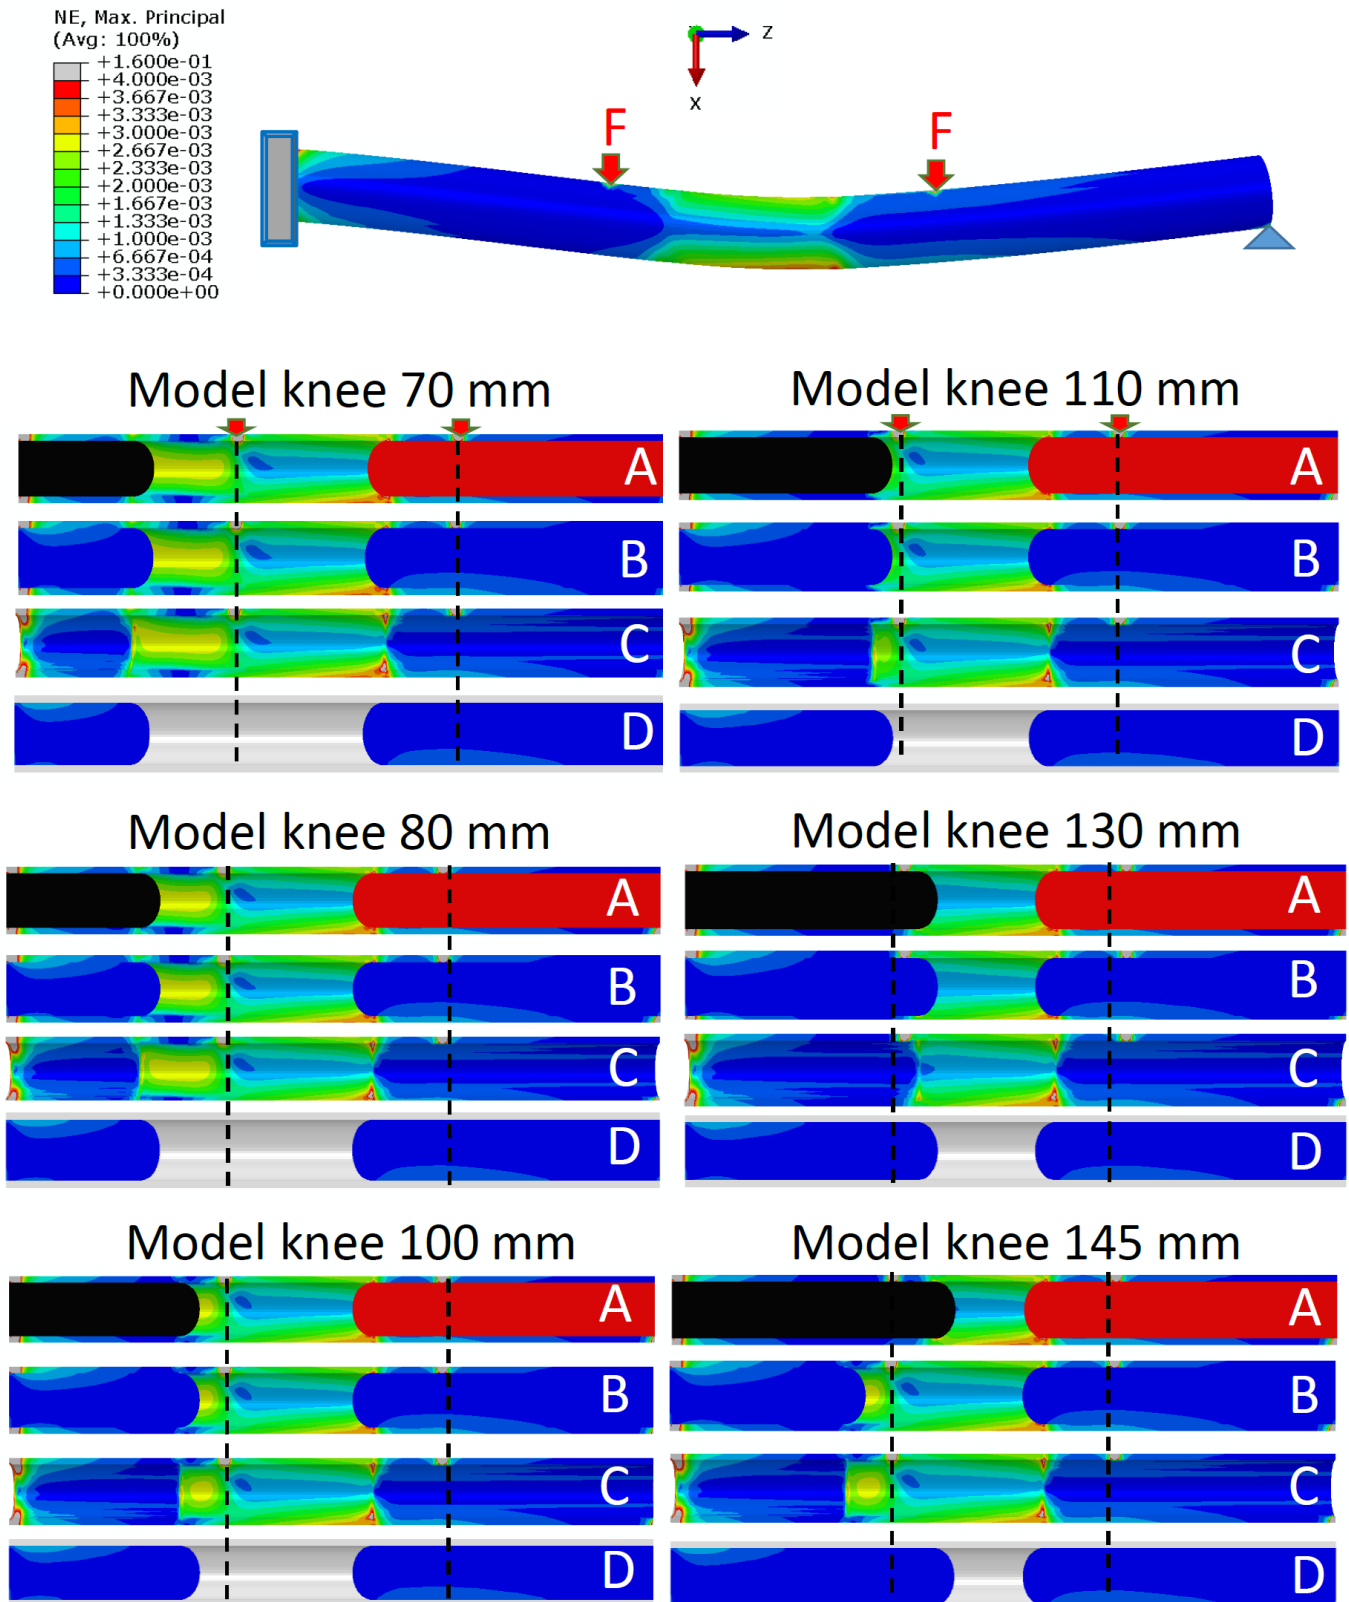 NE, Max. Principal
(Avg: 100%)
+1.600e-01
+4.000e-03
+3.667e-03
+3.333e-03
+3.000e-03
+2.667e-03
+2.333e-03
+2.000e-03
+1.667e-03
+1.333e-03
+1.000e-03
+6.667e-04
+3.333e-04
+0.000e+00
Z
X
F
F
Model knee 70 mm
A
B
C
D
Model knee 110 mm
A
B
C
D
Model knee 80 mm
A
B
C
D
Model knee 130 mm
A
B
C
D
Model knee 100 mm
A
B
C
D
Model knee 145 mm
A
B
C
D